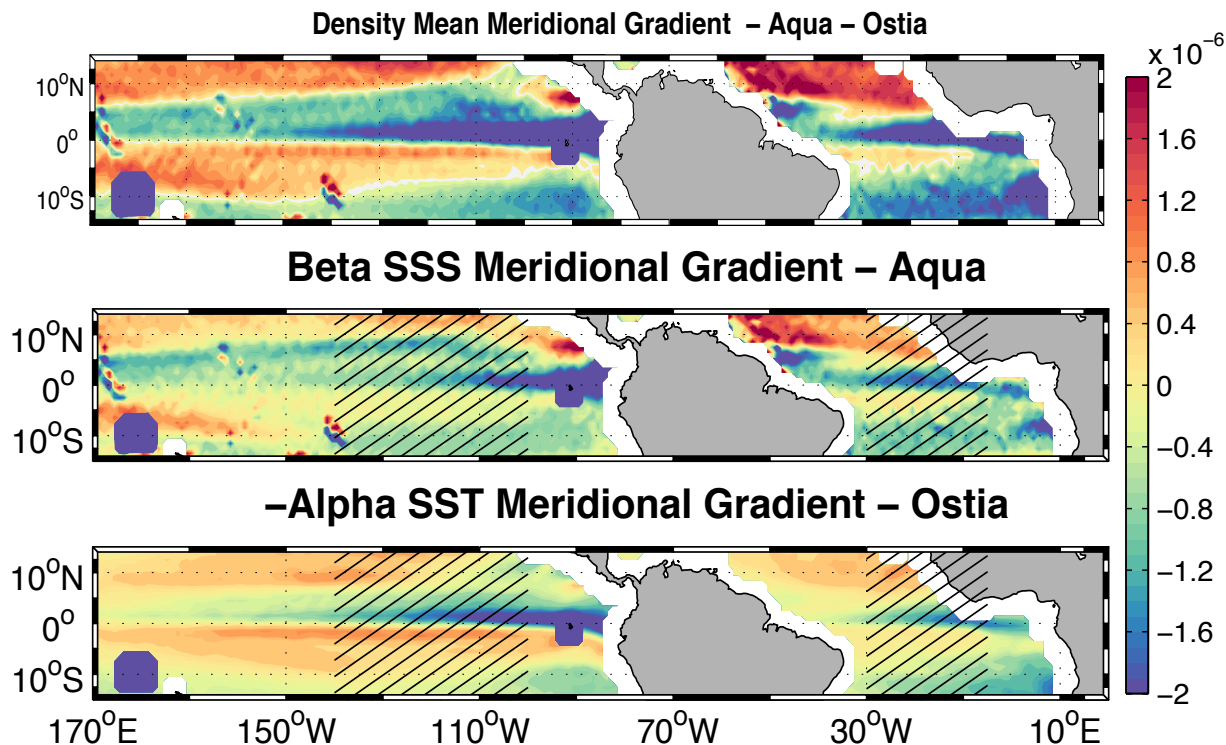 Density Mean Meridional Gradient – Aqua – Ostia
x 10⁻⁶
10°N
0°
10°S
2
1.6
1.2
0.8
0.4
0
−0.4
−0.8
−1.2
−1.6
−2
Beta SSS Meridional Gradient – Aqua
10°N
0°
10°S
–Alpha SST Meridional Gradient – Ostia
10°N
0°
10°S
170°E 150°W 110°W 70°W 30°W 10°E